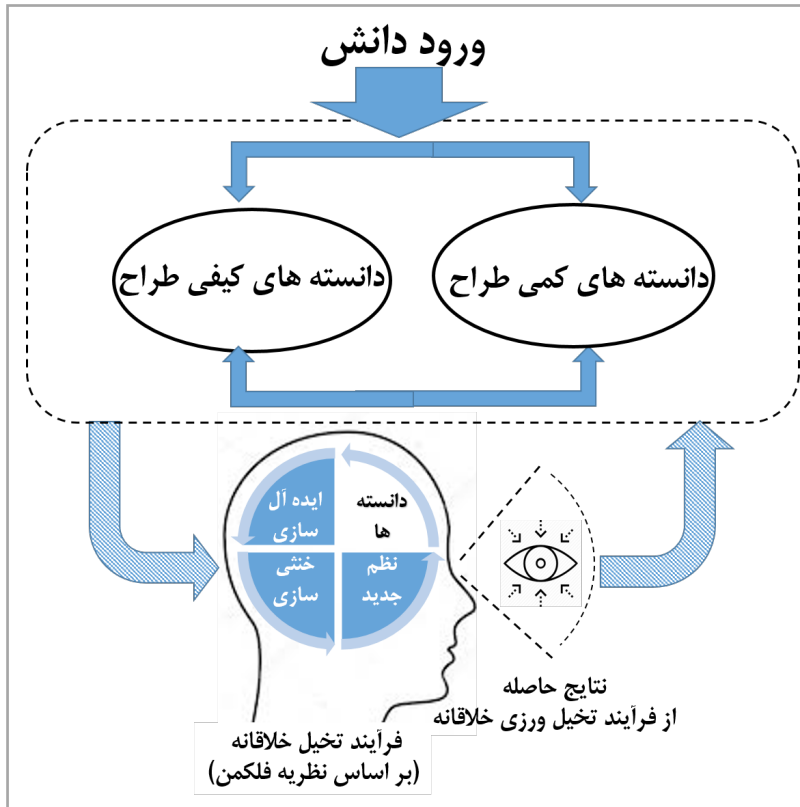 ورود دانش
دانسته های کمی طراح
دانسته های کیفی طراح
دانسته
ها
ایده آل
سازی
خنثی
سازی
نظم
جدید
نتایج حاصله
از فرآیند تخیل ورزی خلاقانه
فرآیند تخیل خلاقانه
(بر اساس نظریه فلکمن)